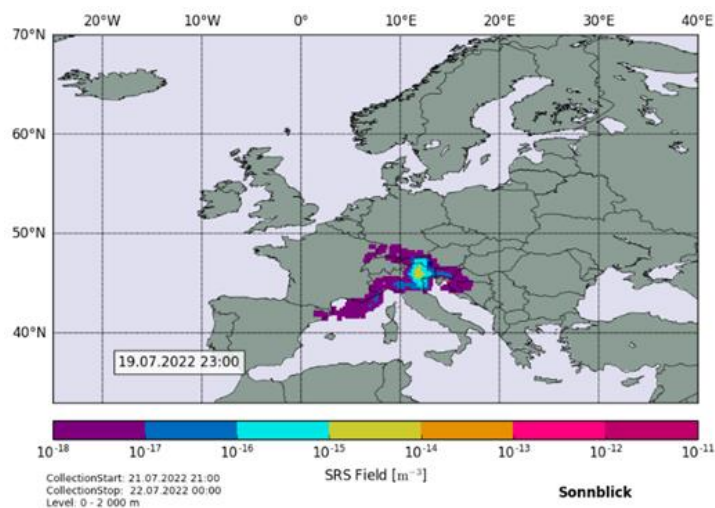 20°W 10°W 0° 10°E 20°E 30°E 40°E
70°N
60°N
50°N
40°N
19.07.2022 23:00
10⁻¹⁸ 10⁻¹⁷ 10⁻¹⁶ 10⁻¹⁵ 10⁻¹⁴ 10⁻¹³ 10⁻¹² 10⁻¹¹
SRS Field [m⁻³]
CollectionStart: 21.07.2022 21:00
CollectionStop: 22.07.2022 00:00
Level: 0 - 2 000 m
Sonnblick